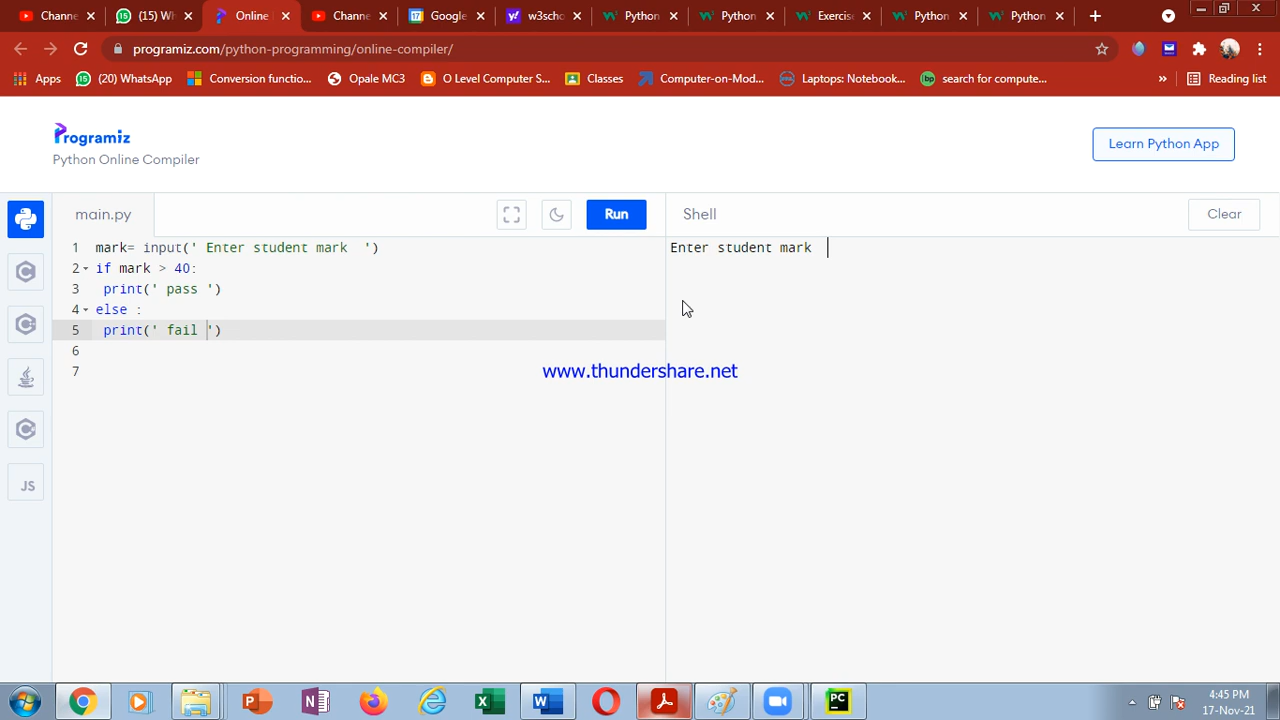 Channe
(15) Wh
Online
Channe
Google
w3scho
Python
Python
Exercise
Python
Python
programiz.com/python-programming/online-compiler/
Apps
(20) WhatsApp
Conversion functio...
Opale MC3
O Level Computer S...
Classes
Computer-on-Mod...
Laptops: Notebook...
search for compute...
»
Reading list
Programiz
Python Online Compiler
Learn Python App
main.py
Run
Shell
Clear
1 mark= input(' Enter student mark  ')
2 if mark > 40:
3 print(' pass ')
4 else :
5 print(' fail ')
6
7
Enter student mark
www.thundershare.net
JS
4:45 PM
17-Nov-21